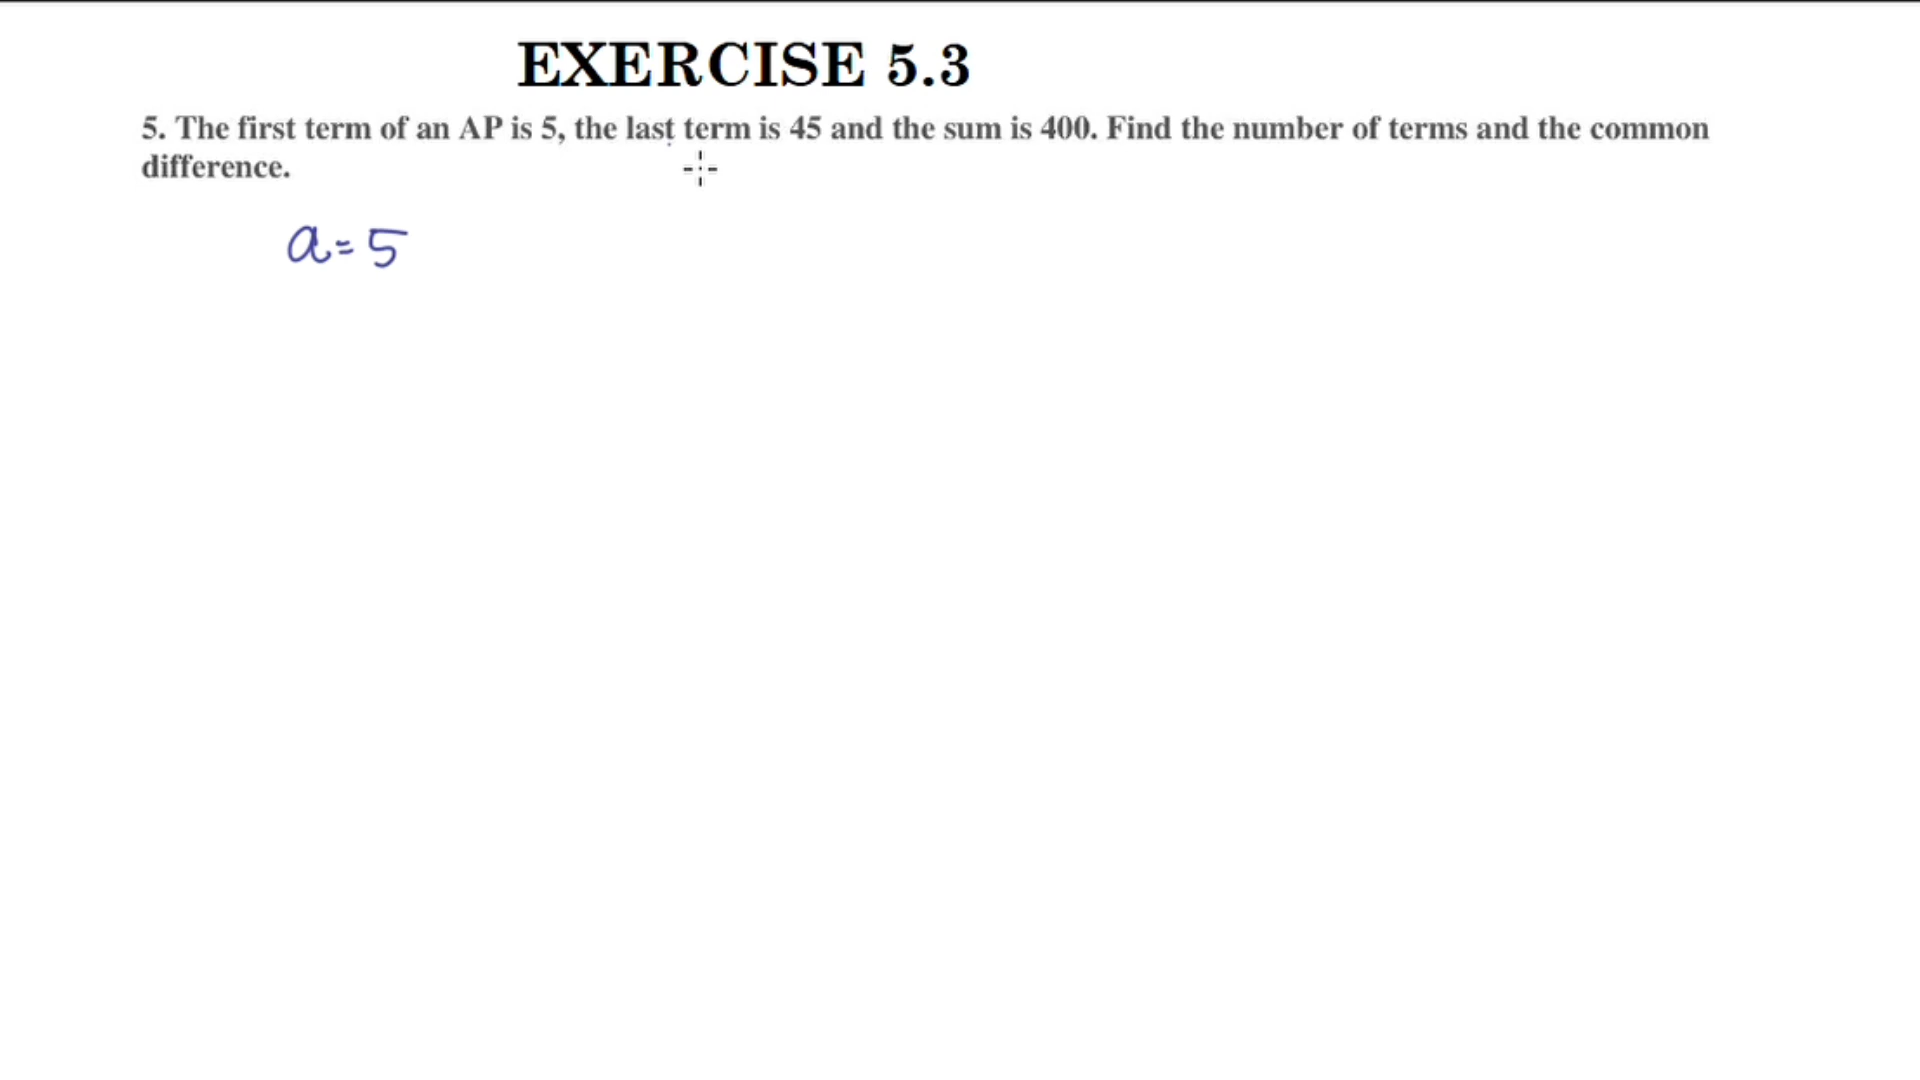 EXERCISE 5.3
5. The first term of an AP is 5, the last term is 45 and the sum is 400. Find the number of terms and the common
difference.
a = 5